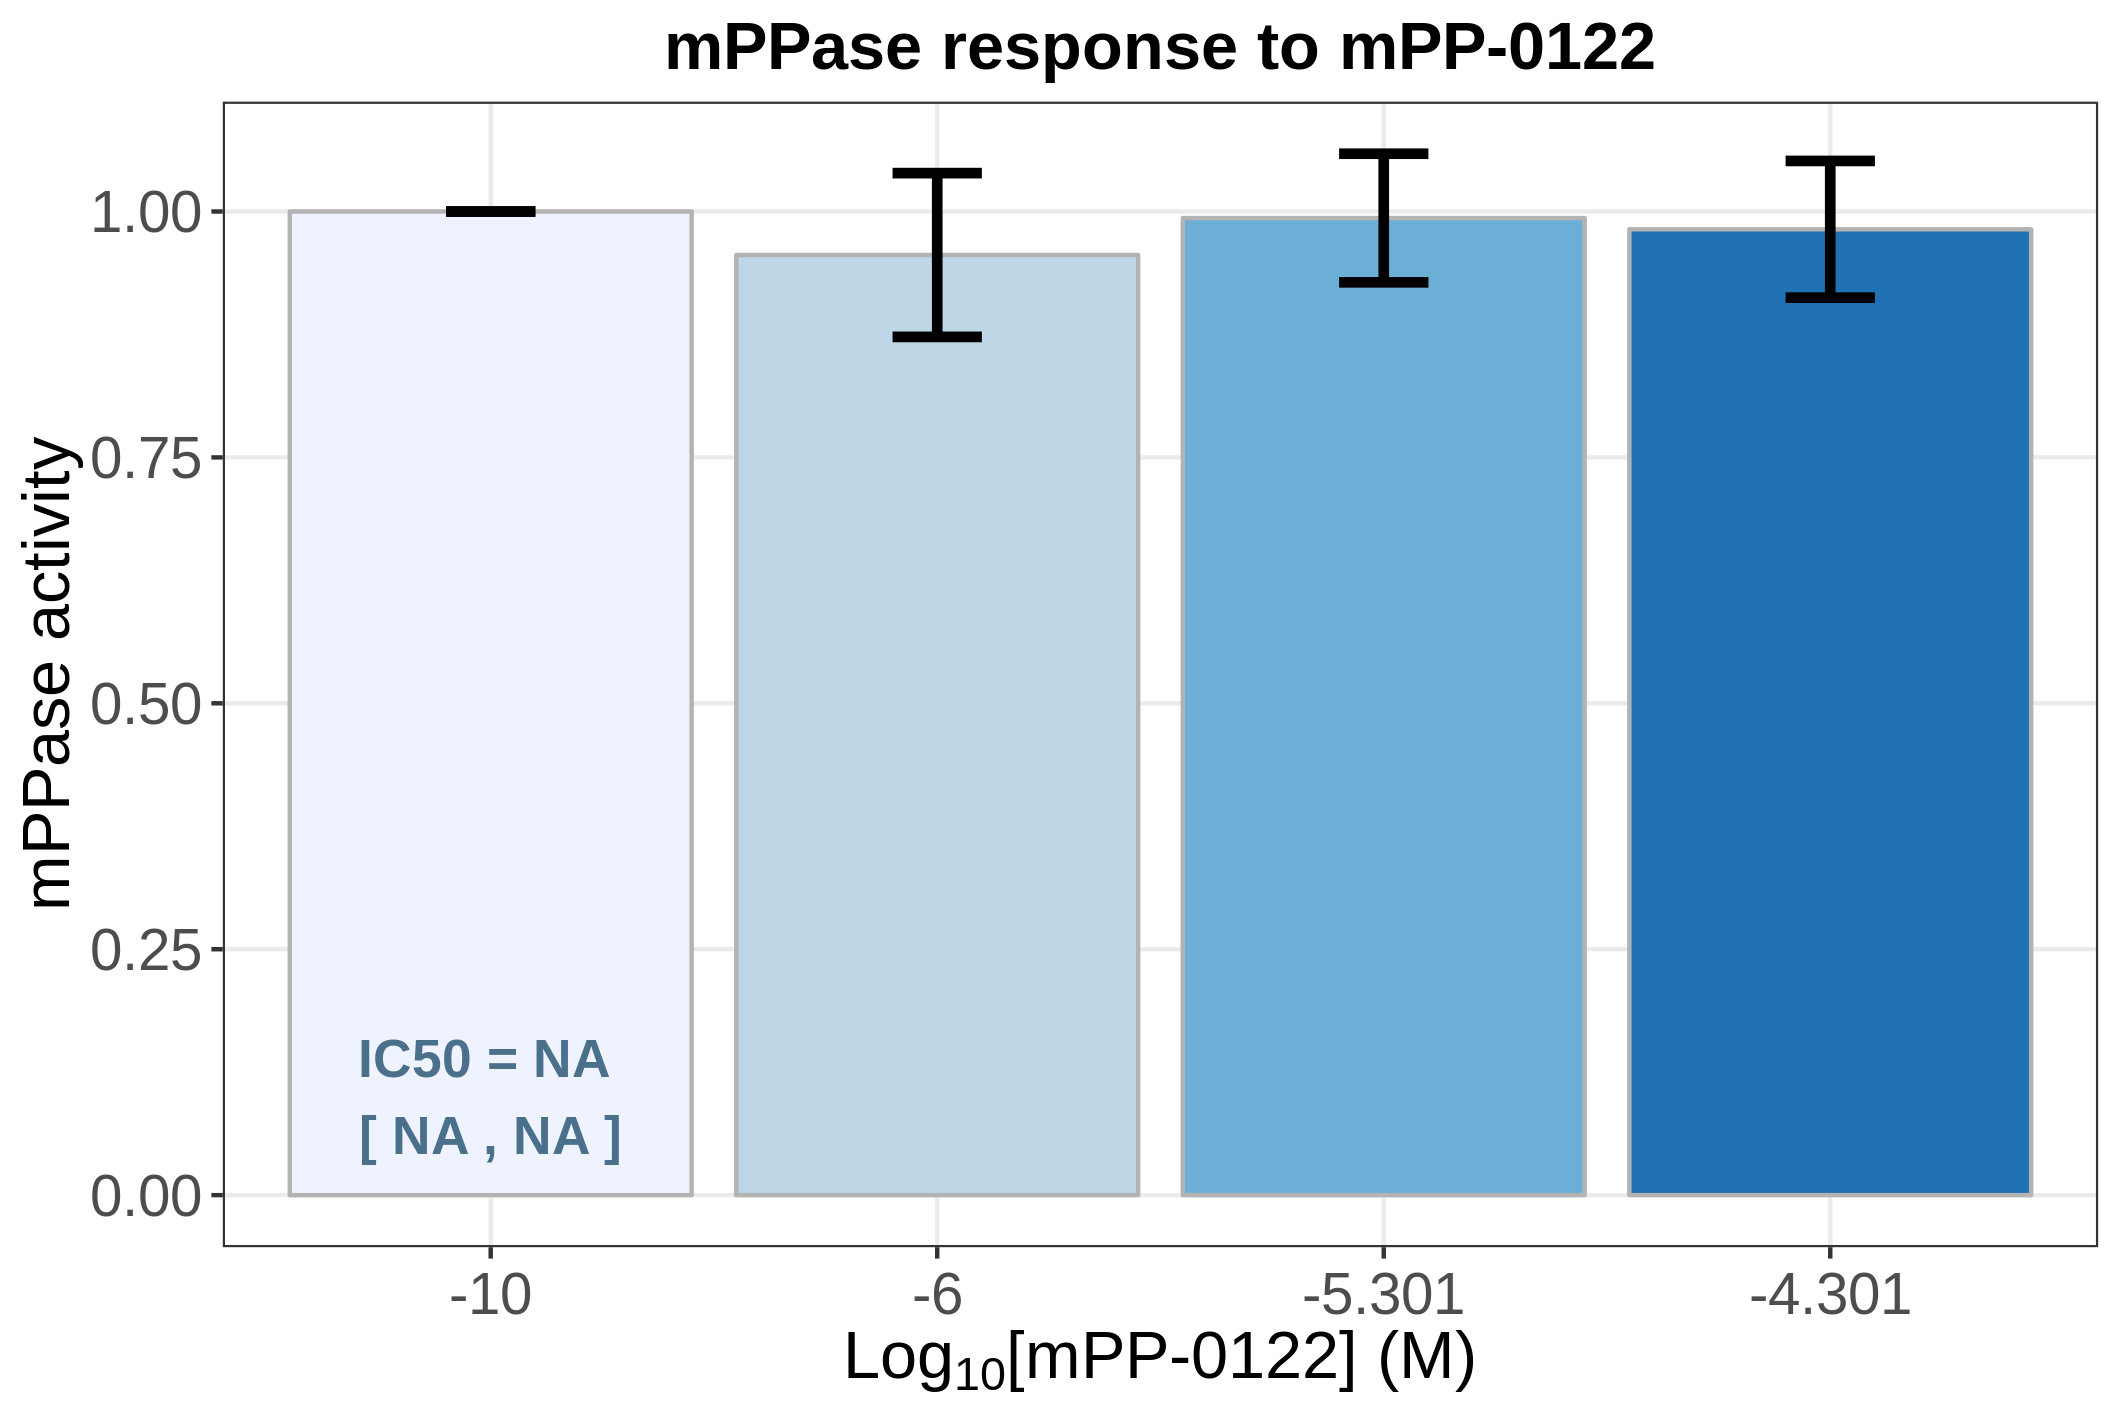 mPPase response to mPP-0122
mPPase activity
1.00
0.75
0.50
0.25
0.00
IC50 = NA
[ NA , NA ]
-10
-6
-5.301
-4.301
Log10[mPP-0122] (M)